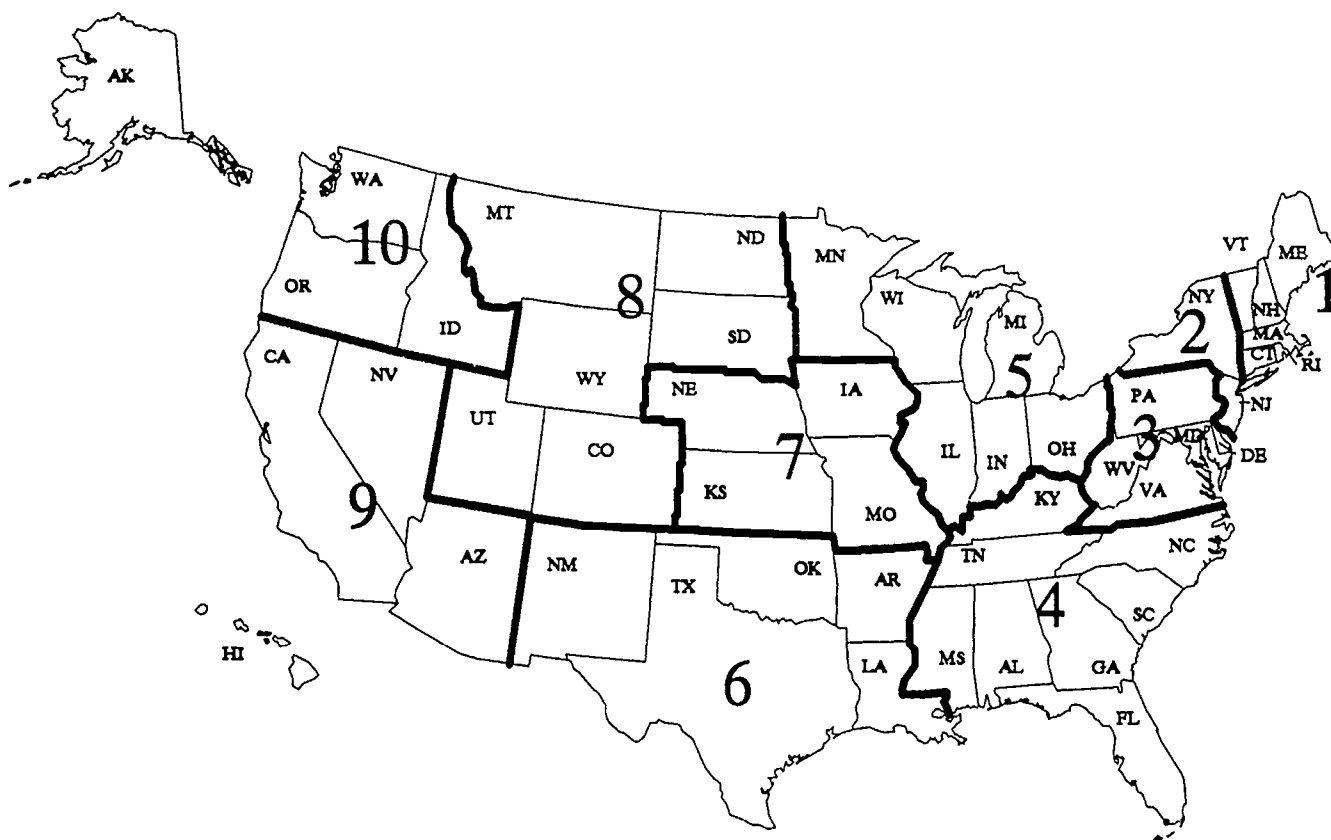 AK
WA
MT
10
ND
MN
VT
ME
OR
8
WI
NY
1
ID
SD
MI
2
NH
MA
CA
NV
WY
NE
IA
5
CT
RI
UT
PA
NJ
CO
7
IL
IN
OH
3
MD
DE
9
KS
MO
KY
WV
VA
AZ
NM
OK
TN
NC
TX
AR
4
SC
HI
6
LA
MS
AL
GA
FL